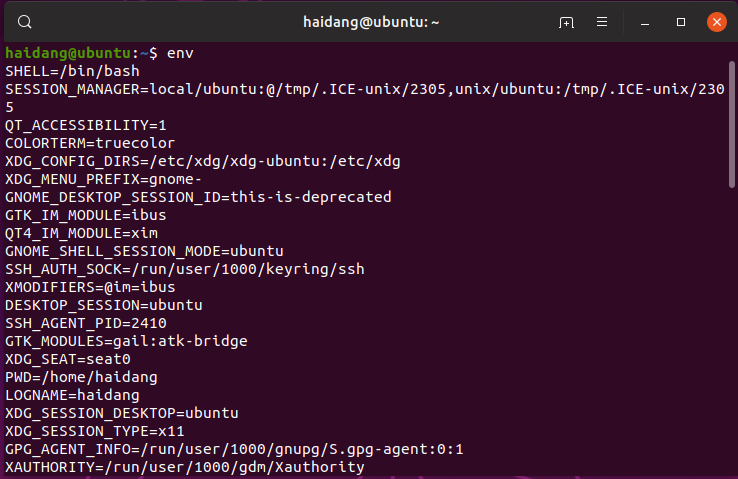 haidang@ubuntu: ~
haidang@ubuntu:~$ env
SHELL=/bin/bash
SESSION_MANAGER=local/ubuntu:@/tmp/.ICE-unix/2305,unix/ubuntu:/tmp/.ICE-unix/230
5
QT_ACCESSIBILITY=1
COLORTERM=truecolor
XDG_CONFIG_DIRS=/etc/xdg/xdg-ubuntu:/etc/xdg
XDG_MENU_PREFIX=gnome-
GNOME_DESKTOP_SESSION_ID=this-is-deprecated
GTK_IM_MODULE=ibus
QT4_IM_MODULE=xim
GNOME_SHELL_SESSION_MODE=ubuntu
SSH_AUTH_SOCK=/run/user/1000/keyring/ssh
XMODIFIERS=@im=ibus
DESKTOP_SESSION=ubuntu
SSH_AGENT_PID=2410
GTK_MODULES=gail:atk-bridge
XDG_SEAT=seat0
PWD=/home/haidang
LOGNAME=haidang
XDG_SESSION_DESKTOP=ubuntu
XDG_SESSION_TYPE=x11
GPG_AGENT_INFO=/run/user/1000/gnupg/S.gpg-agent:0:1
XAUTHORITY=/run/user/1000/gdm/Xauthority